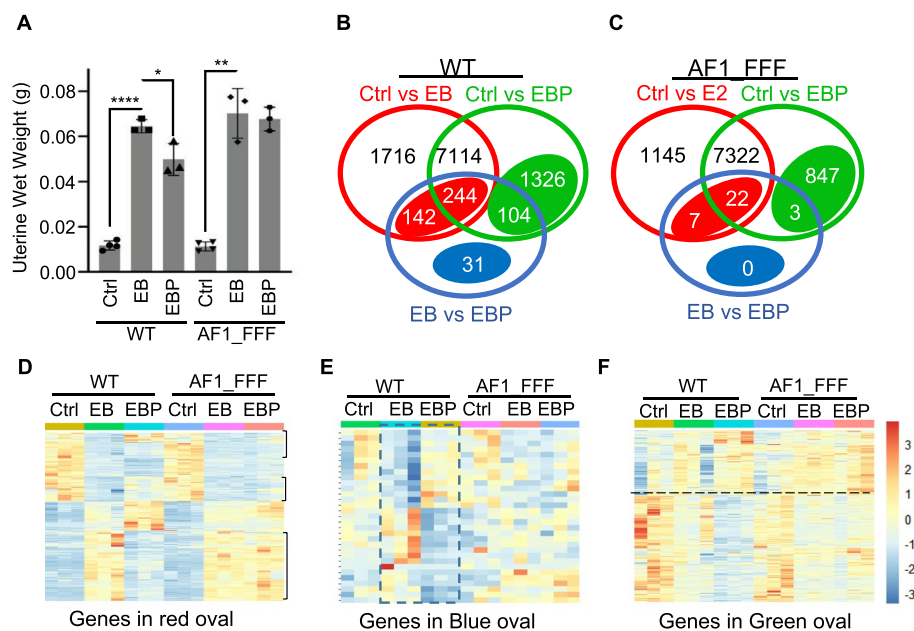 A
Uterine Wet Weight (g)
0.08
0.06
0.04
0.02
0.00
****
*
**
Ctrl
EB
EBP
Ctrl
EB
EBP
WT
AF1_FFF
B
WT
Ctrl vs EB
Ctrl vs EBP
1716
7114
1326
244
142
104
31
EB vs EBP
C
AF1_FFF
Ctrl vs E2
Ctrl vs EBP
1145
7322
847
22
7
3
0
EB vs EBP
D
WT
AF1_FFF
Ctrl EB EBP Ctrl EB EBP
Genes in red oval
E
WT
AF1_FFF
Ctrl EB EBP Ctrl EB EBP
Genes in Blue oval
F
WT
AF1_FFF
Ctrl EB EBP Ctrl EB EBP
Genes in Green oval
3
2
1
0
-1
-2
-3